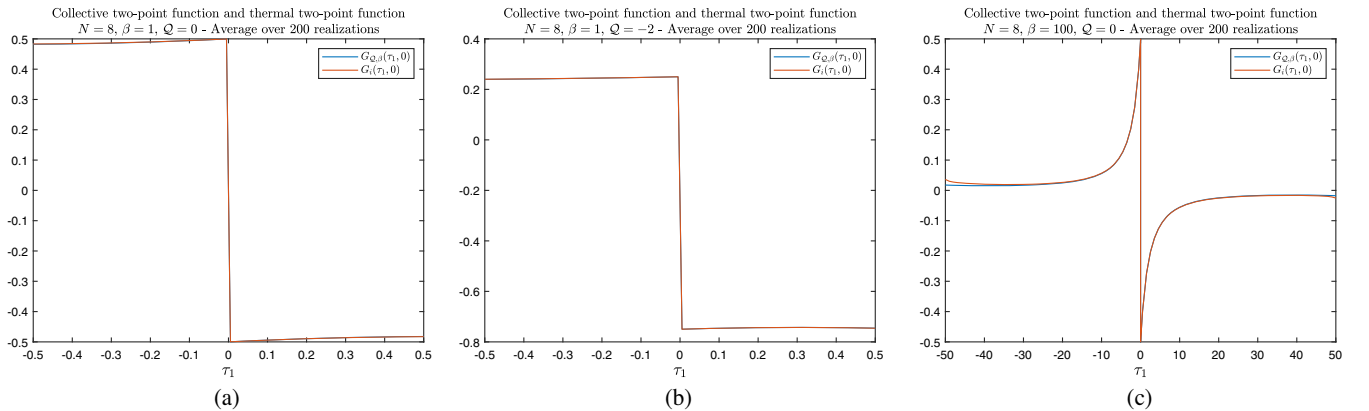 Collective two-point function and thermal two-point function
N = 8, β = 1, 𝒬 = 0 - Average over 200 realizations
0.5
0.4
0.3
0.2
0.1
0
-0.1
-0.2
-0.3
-0.4
-0.5
-0.5 -0.4 -0.3 -0.2 -0.1 0 0.1 0.2 0.3 0.4 0.5
τ₁
G_{𝒬,β}(τ₁, 0)
G_i(τ₁, 0)
(a)
Collective two-point function and thermal two-point function
N = 8, β = 1, 𝒬 = −2 - Average over 200 realizations
0.4
0.2
0
-0.2
-0.4
-0.6
-0.8
-0.5 -0.4 -0.3 -0.2 -0.1 0 0.1 0.2 0.3 0.4 0.5
τ₁
G_{𝒬,β}(τ₁, 0)
G_i(τ₁, 0)
(b)
Collective two-point function and thermal two-point function
N = 8, β = 100, 𝒬 = 0 - Average over 200 realizations
0.5
0.4
0.3
0.2
0.1
0
0.1
0.2
0.3
0.4
0.5
-50 -40 -30 -20 -10 0 10 20 30 40 50
τ₁
G_{𝒬,β}(τ₁, 0)
G_i(τ₁, 0)
(c)